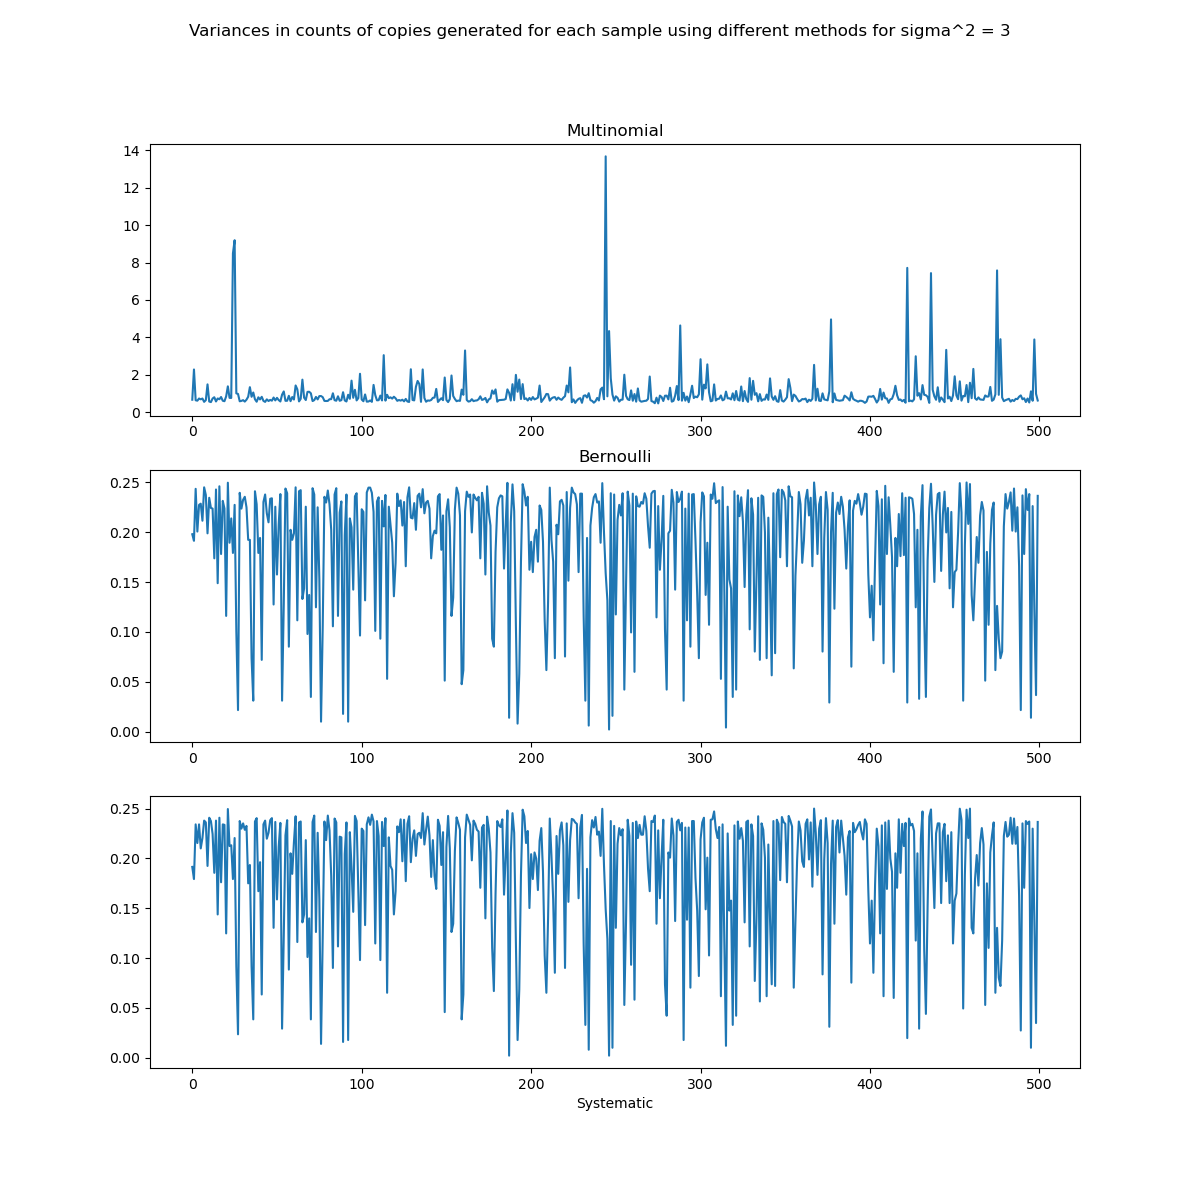 Variances in counts of copies generated for each sample using different methods for sigma^2 = 3
Multinomial
14
12
10
8
6
4
2
0
0 100 200 300 400 500
Bernoulli
0.25
0.20
0.15
0.10
0.05
0.00
0 100 200 300 400 500
0.25
0.20
0.15
0.10
0.05
0.00
0 100 200 300 400 500
Systematic